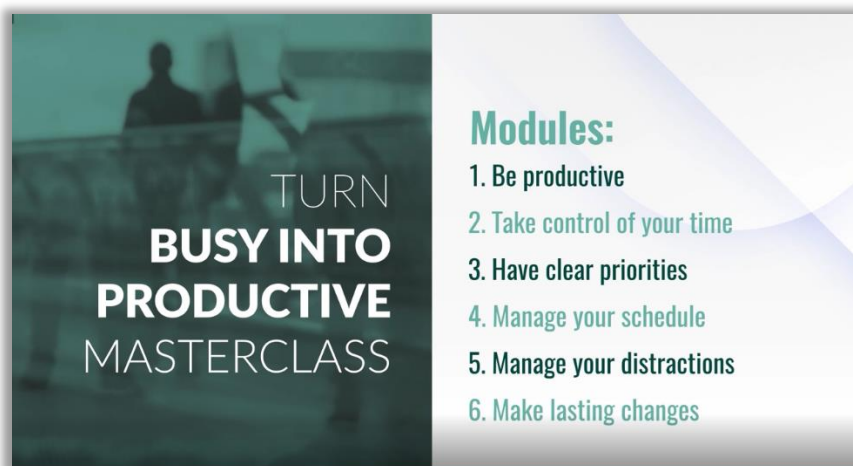 TURN
BUSY INTO
PRODUCTIVE
MASTERCLASS
Modules:
1. Be productive
2. Take control of your time
3. Have clear priorities
4. Manage your schedule
5. Manage your distractions
6. Make lasting changes